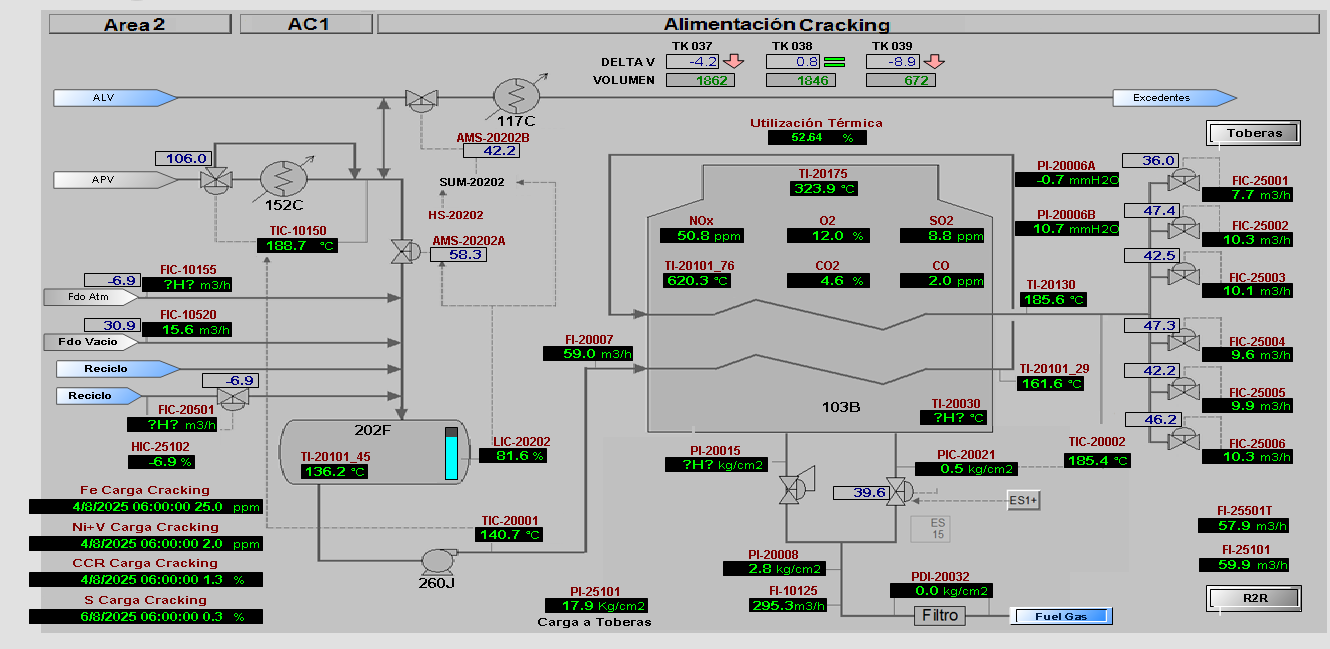 Area 2
AC1
Alimentación Cracking
TK 037
TK 038
TK 039
DELTA V
-4.2
0.8
-8.9
VOLUMEN
1862
1846
672
ALV
117C
Excedentes
AMS-20202B
42.2
Utilización Térmica
52.64 %
Toberas
106.0
APV
152C
SUM-20202
HS-20202
TIC-10150
188.7 °C
AMS-20202A
58.3
TI-20175
323.9 °C
NOx
50.8 ppm
O2
12.0 %
SO2
8.8 ppm
TI-20101_76
620.3 °C
CO2
4.6 %
CO
2.0 ppm
PI-20006A
-0.7 mmH2O
PI-20006B
10.7 mmH2O
36.0
FIC-25001
7.7 m3/h
47.4
FIC-25002
10.3 m3/h
42.5
FIC-25003
10.1 m3/h
TI-20130
185.6 °C
47.3
FIC-25004
9.6 m3/h
42.2
FIC-25005
9.9 m3/h
46.2
FIC-25006
10.3 m3/h
FIC-10155
-6.9
?H? m3/h
Fdo Atm
FIC-10520
30.9
15.6 m3/h
Fdo Vacio
Reciclo
-6.9
Reciclo
FIC-20501
?H? m3/h
HIC-25102
-6.9 %
FI-20007
59.0 m3/h
TI-20101_29
161.6 °C
103B
TI-20030
?H? °C
202F
TI-20101_45
136.2 °C
LIC-20202
81.6 %
PI-20015
?H? kg/cm2
PIC-20021
0.5 kg/cm2
TIC-20002
185.4 °C
39.6
ES1+
ES
15
Fe Carga Cracking
4/8/2025 06:00:00 25.0 ppm
Ni+V Carga Cracking
4/8/2025 06:00:00 2.0 ppm
CCR Carga Cracking
4/8/2025 06:00:00 1.3 %
S Carga Cracking
6/8/2025 06:00:00 0.3 %
TIC-20001
140.7 °C
260J
PI-25101
17.9 Kg/cm2
Carga a Toberas
PI-20008
2.8 kg/cm2
FI-10125
295.3 m3/h
PDI-20032
0.0 kg/cm2
Filtro
Fuel Gas
FI-25501T
57.9 m3/h
FI-25101
59.9 m3/h
R2R